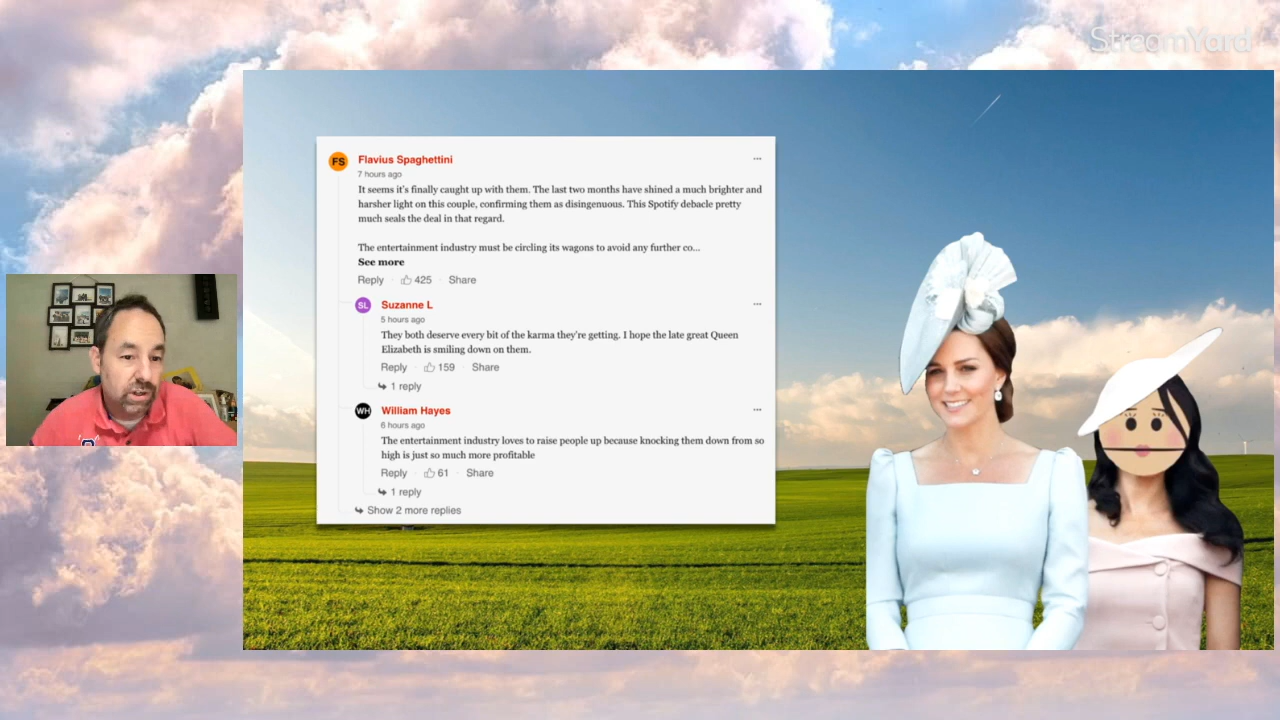 StreamYard
FS
Flavius Spaghettini
...
7 hours ago
It seems it's finally caught up with them. The last two months have shined a much brighter and
harsher light on this couple, confirming them as disingenuous. This Spotify debacle pretty
much seals the deal in that regard.
The entertainment industry must be circling its wagons to avoid any further co...
See more
Reply · 425 · Share
SL
Suzanne L
...
5 hours ago
They both deserve every bit of the karma they're getting. I hope the late great Queen
Elizabeth is smiling down on them.
Reply · 159 · Share
1 reply
WH
William Hayes
...
6 hours ago
The entertainment industry loves to raise people up because knocking them down from so
high is just so much more profitable
Reply · 61 · Share
1 reply
Show 2 more replies